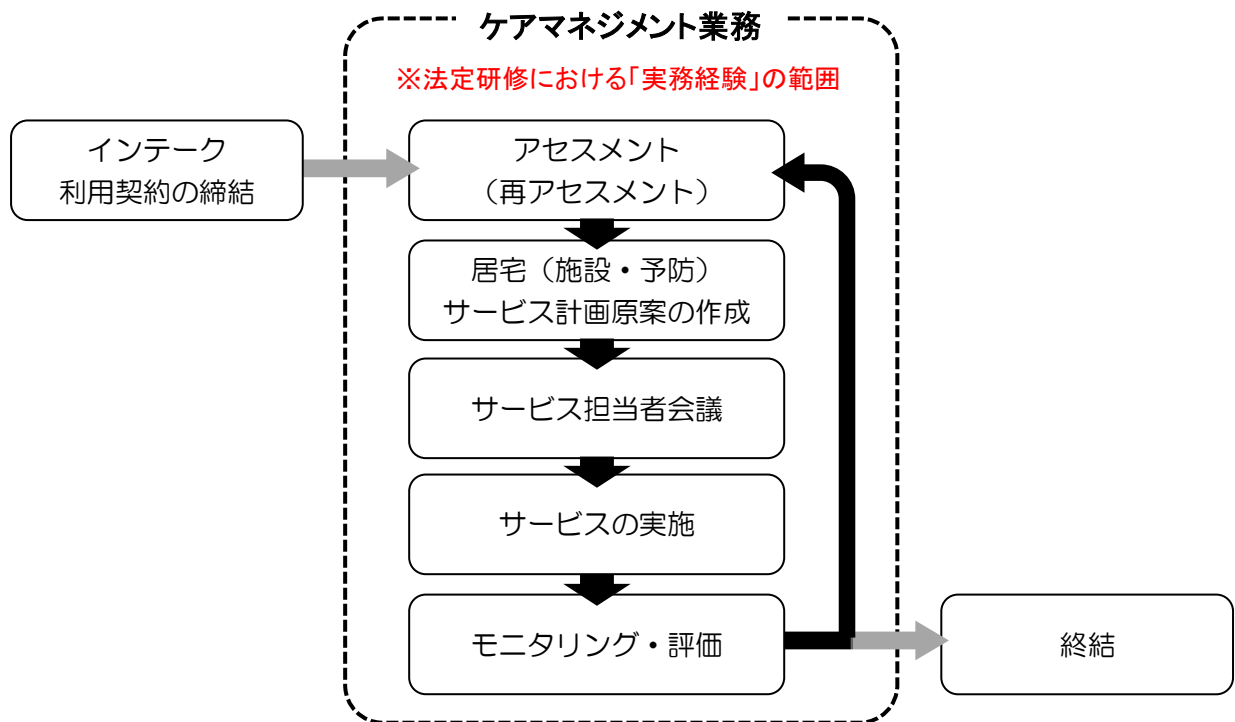 ケアマネジメント業務
※法定研修における「実務経験」の範囲
インテーク
利用契約の締結
アセスメント
（再アセスメント）
居宅（施設・予防）
サービス計画原案の作成
サービス担当者会議
サービスの実施
モニタリング・評価
終結